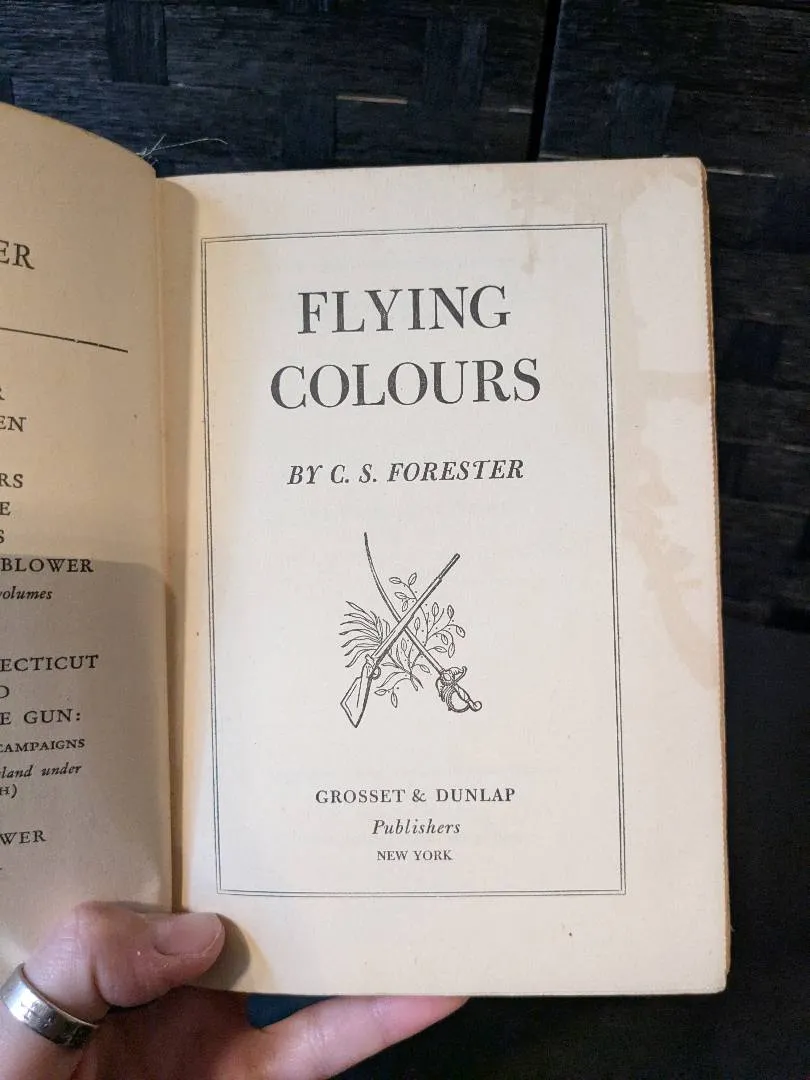 ER
R
EN
RS
E
S
BLOWER
volumes
ECTICUT
D
E GUN:
CAMPAIGNS
land under
H)
WER
FLYING
COLOURS
BY C. S. FORESTER
GROSSET & DUNLAP
Publishers
NEW YORK